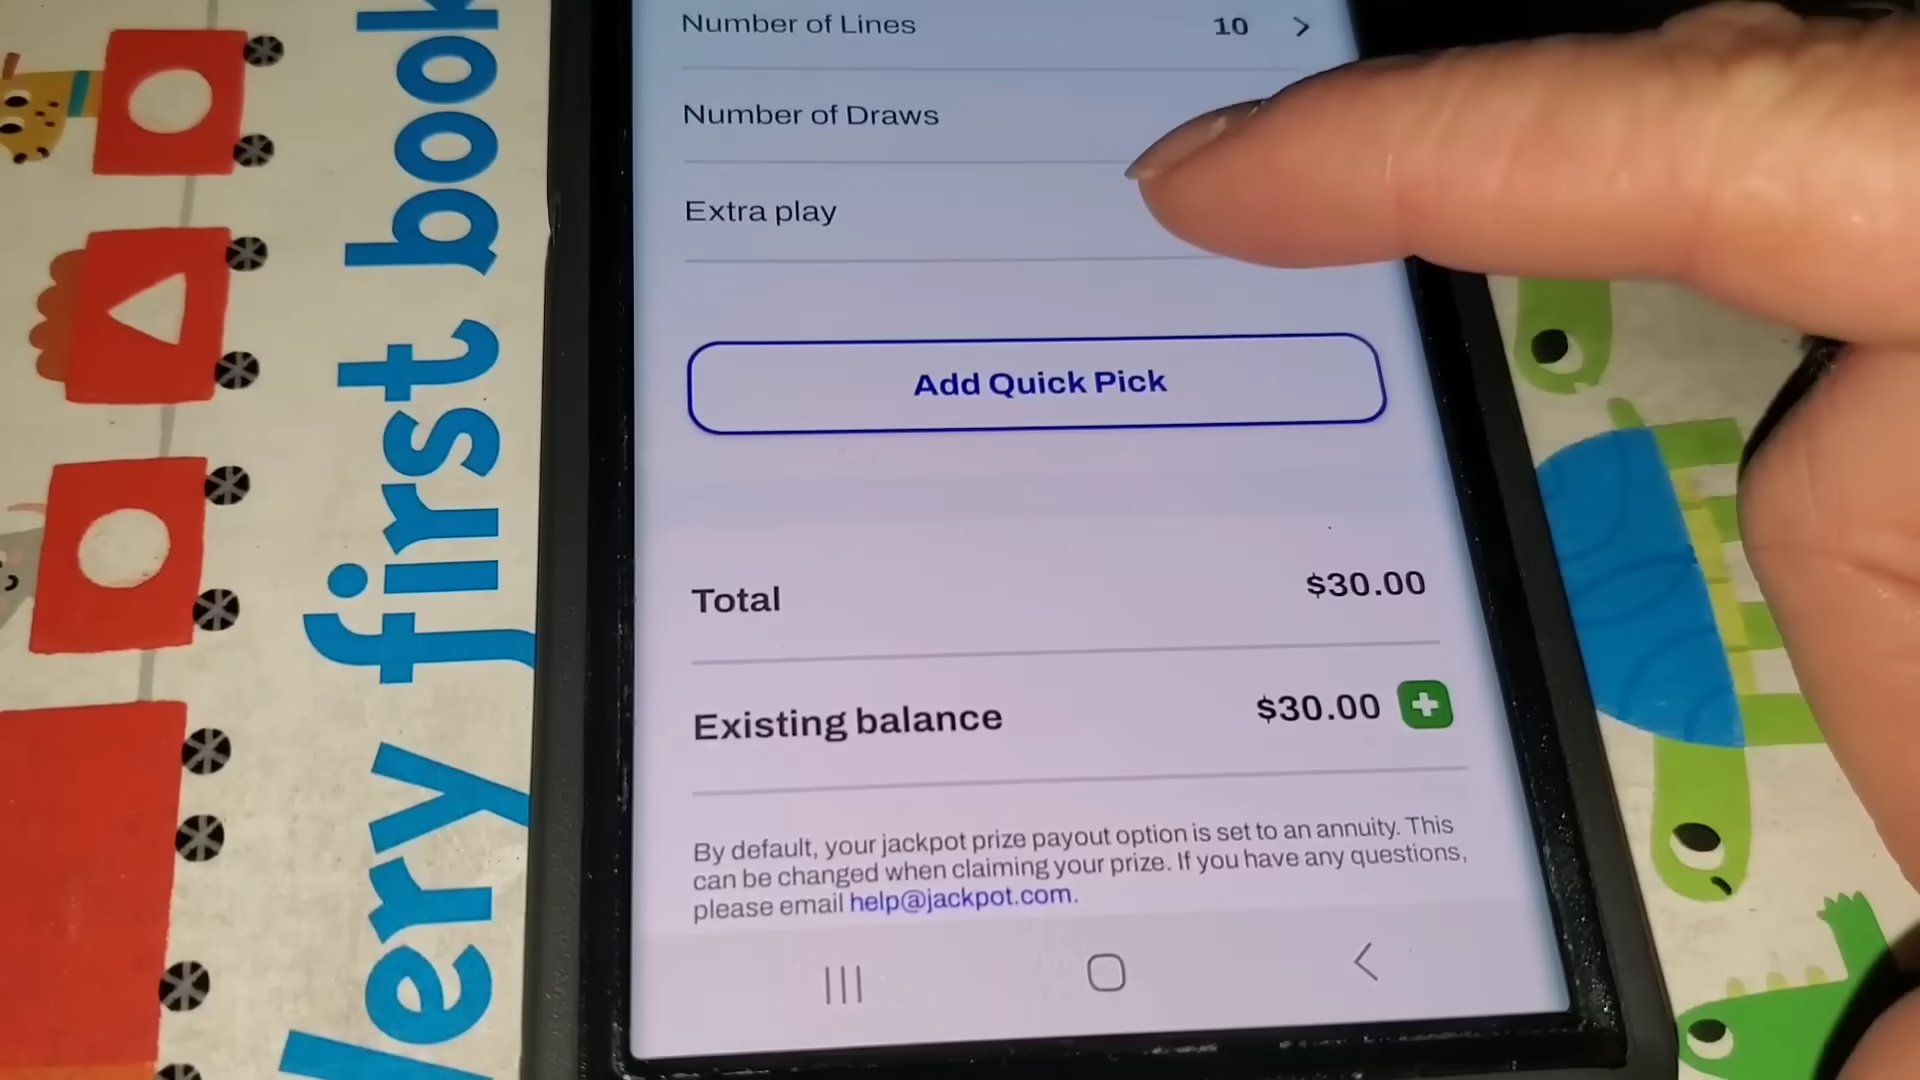 Number of Lines 10
Number of Draws
Extra play
Add Quick Pick
Total $30.00
Existing balance $30.00
By default, your jackpot prize payout option is set to an annuity. This
can be changed when claiming your prize. If you have any questions,
please email help@jackpot.com.
very first book